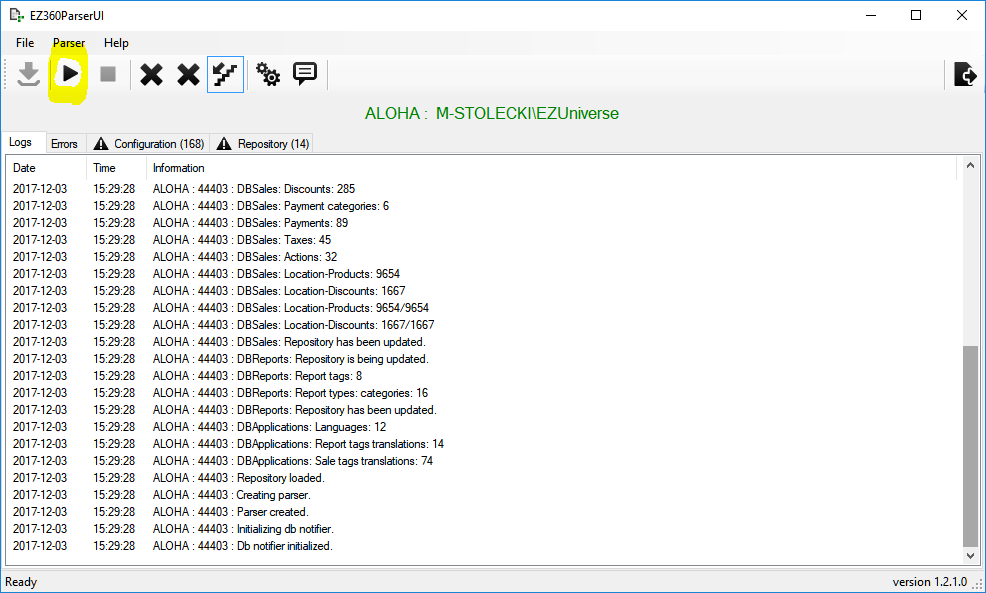 EZ360ParserUI
File Parser Help
ALOHA : M-STOLECKI\EZUniverse
Logs Errors Configuration (168) Repository (14)
Date Time Information
2017-12-03 15:29:28 ALOHA : 44403 : DBSales: Discounts: 285
2017-12-03 15:29:28 ALOHA : 44403 : DBSales: Payment categories: 6
2017-12-03 15:29:28 ALOHA : 44403 : DBSales: Payments: 89
2017-12-03 15:29:28 ALOHA : 44403 : DBSales: Taxes: 45
2017-12-03 15:29:28 ALOHA : 44403 : DBSales: Actions: 32
2017-12-03 15:29:28 ALOHA : 44403 : DBSales: Location-Products: 9654
2017-12-03 15:29:28 ALOHA : 44403 : DBSales: Location-Discounts: 1667
2017-12-03 15:29:28 ALOHA : 44403 : DBSales: Location-Products: 9654/9654
2017-12-03 15:29:28 ALOHA : 44403 : DBSales: Location-Discounts: 1667/1667
2017-12-03 15:29:28 ALOHA : 44403 : DBSales: Repository has been updated.
2017-12-03 15:29:28 ALOHA : 44403 : DBReports: Repository is being updated.
2017-12-03 15:29:28 ALOHA : 44403 : DBReports: Report tags: 8
2017-12-03 15:29:28 ALOHA : 44403 : DBReports: Report types: categories: 16
2017-12-03 15:29:28 ALOHA : 44403 : DBReports: Repository has been updated.
2017-12-03 15:29:28 ALOHA : 44403 : DBApplications: Languages: 12
2017-12-03 15:29:28 ALOHA : 44403 : DBApplications: Report tags translations: 14
2017-12-03 15:29:28 ALOHA : 44403 : DBApplications: Sale tags translations: 74
2017-12-03 15:29:28 ALOHA : 44403 : Repository loaded.
2017-12-03 15:29:28 ALOHA : 44403 : Creating parser.
2017-12-03 15:29:28 ALOHA : 44403 : Parser created.
2017-12-03 15:29:28 ALOHA : 44403 : Initializing db notifier.
2017-12-03 15:29:28 ALOHA : 44403 : Db notifier initialized.
Ready version 1.2.1.0